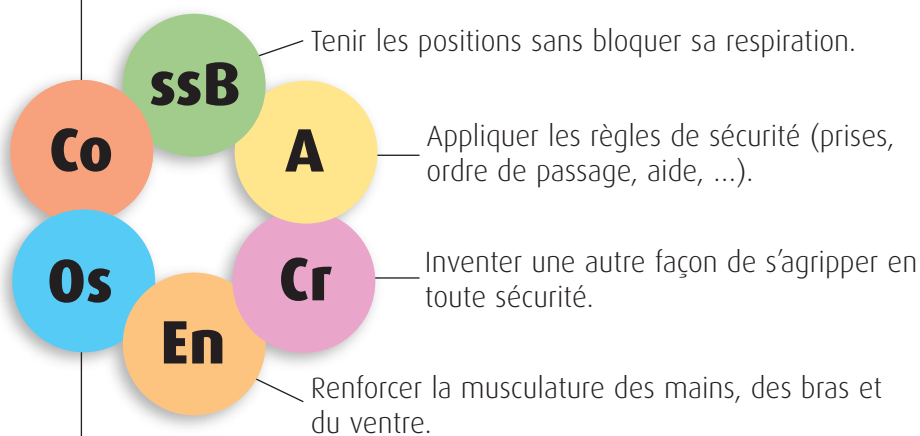 ssB
Tenir les positions sans bloquer sa respiration.
Co
A
Appliquer les règles de sécurité (prises,
ordre de passage, aide, ...).
Os
Cr
Inventer une autre façon de s’agripper en
toute sécurité.
En
Renforcer la musculature des mains, des bras et
du ventre.